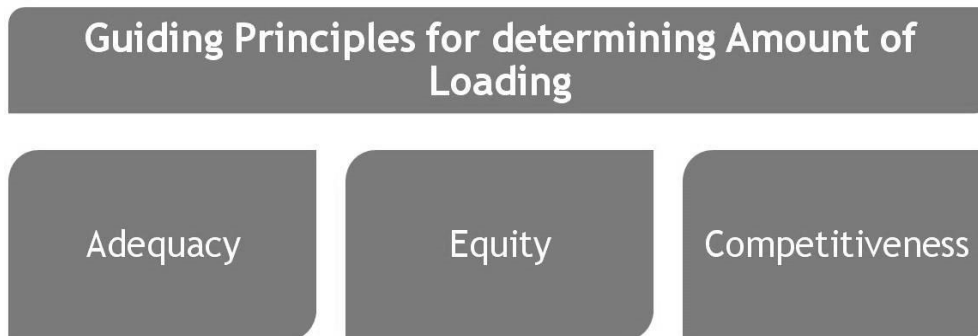 Guiding Principles for determining Amount of
Loading
Adequacy
Equity
Competitiveness